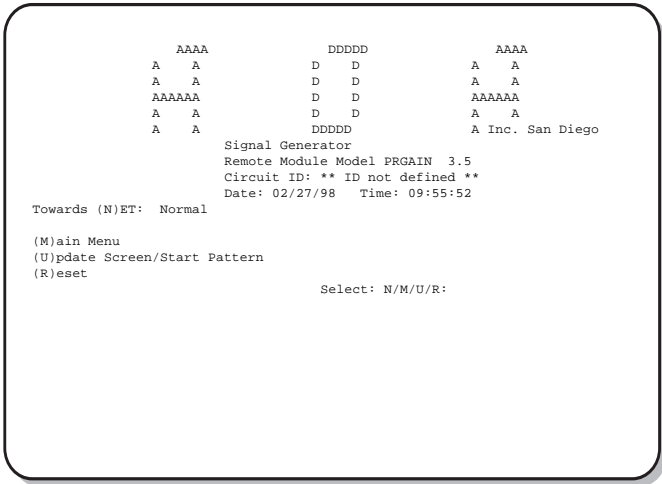 AAAA DDDDD AAAA
A A D D A A
A A D D A A
AAAAAA D D AAAAAA
A A D D A A
A A DDDDD A Inc. San Diego
Signal Generator
Remote Module Model PRGAIN 3.5
Circuit ID: ** ID not defined **
Date: 02/27/98 Time: 09:55:52
Towards (N)ET: Normal
(M)ain Menu
(U)pdate Screen/Start Pattern
(R)eset
Select: N/M/U/R: